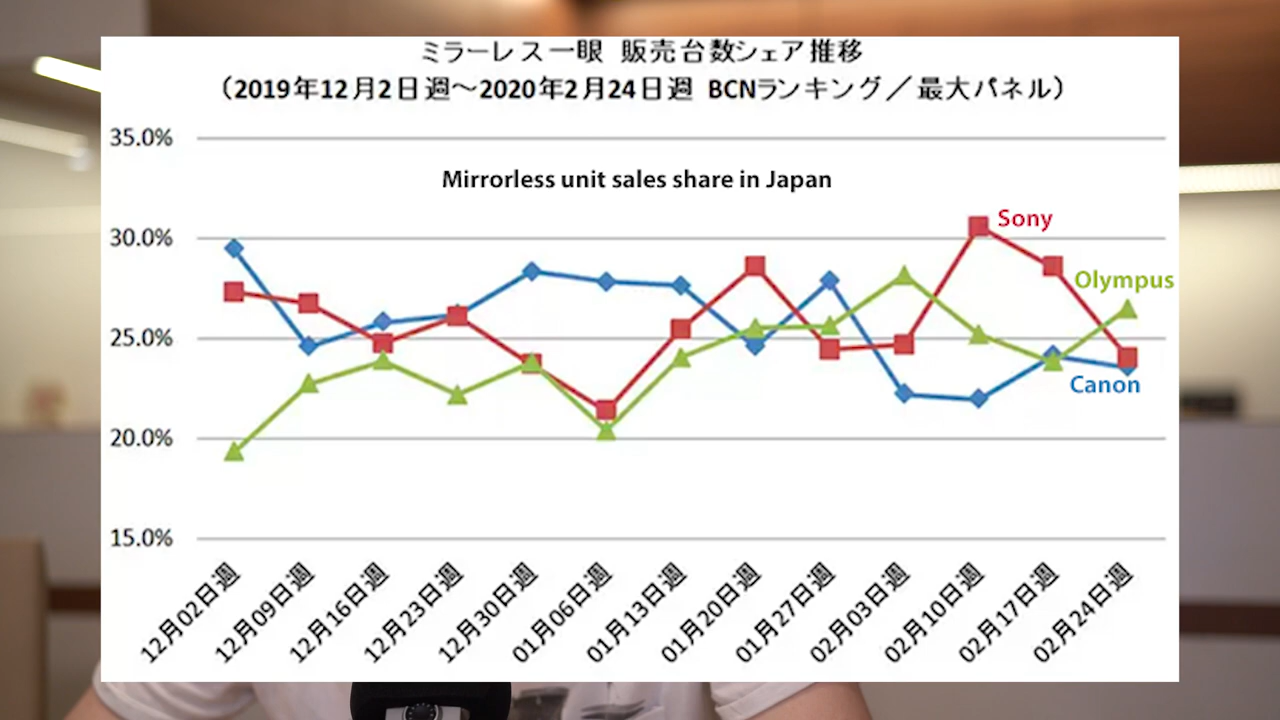 ミラーレス一眼 販売台数シェア推移
（2019年12月2日週～2020年2月24日週 BCNランキング／最大パネル）
35.0%
Mirrorless unit sales share in Japan
Sony
30.0%
Olympus
25.0%
Canon
20.0%
15.0%
12月02日週
12月09日週
12月16日週
12月23日週
12月30日週
01月06日週
01月13日週
01月20日週
01月27日週
02月03日週
02月10日週
02月17日週
02月24日週